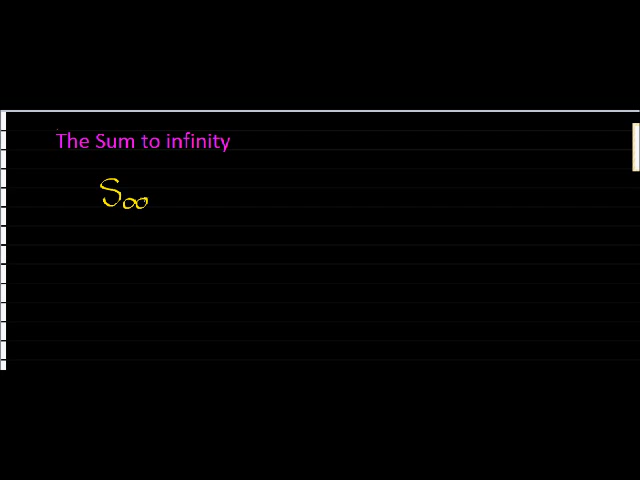 The Sum to infinity
S∞